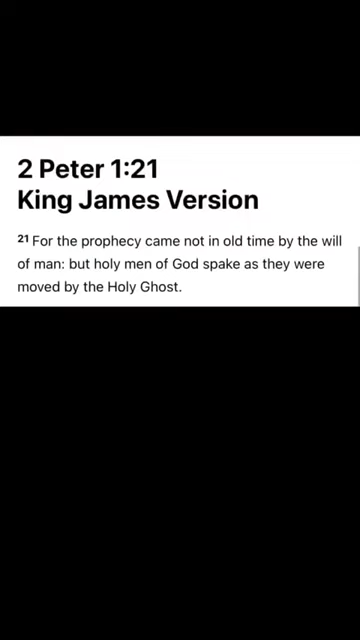 2 Peter 1:21
King James Version
21 For the prophecy came not in old time by the will
of man: but holy men of God spake as they were
moved by the Holy Ghost.